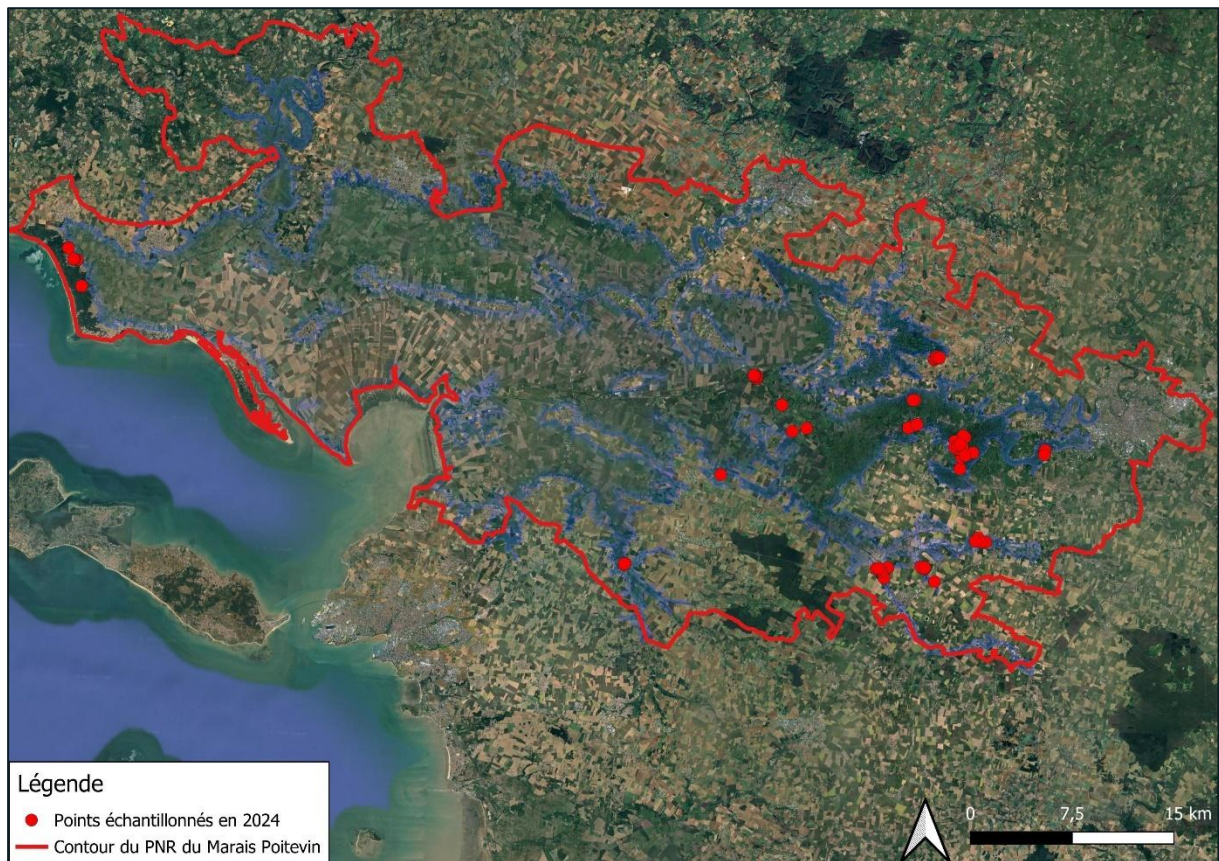 Légende
Points échantillonnés en 2024
Contour du PNR du Marais Poitevin
0 7,5 15 km